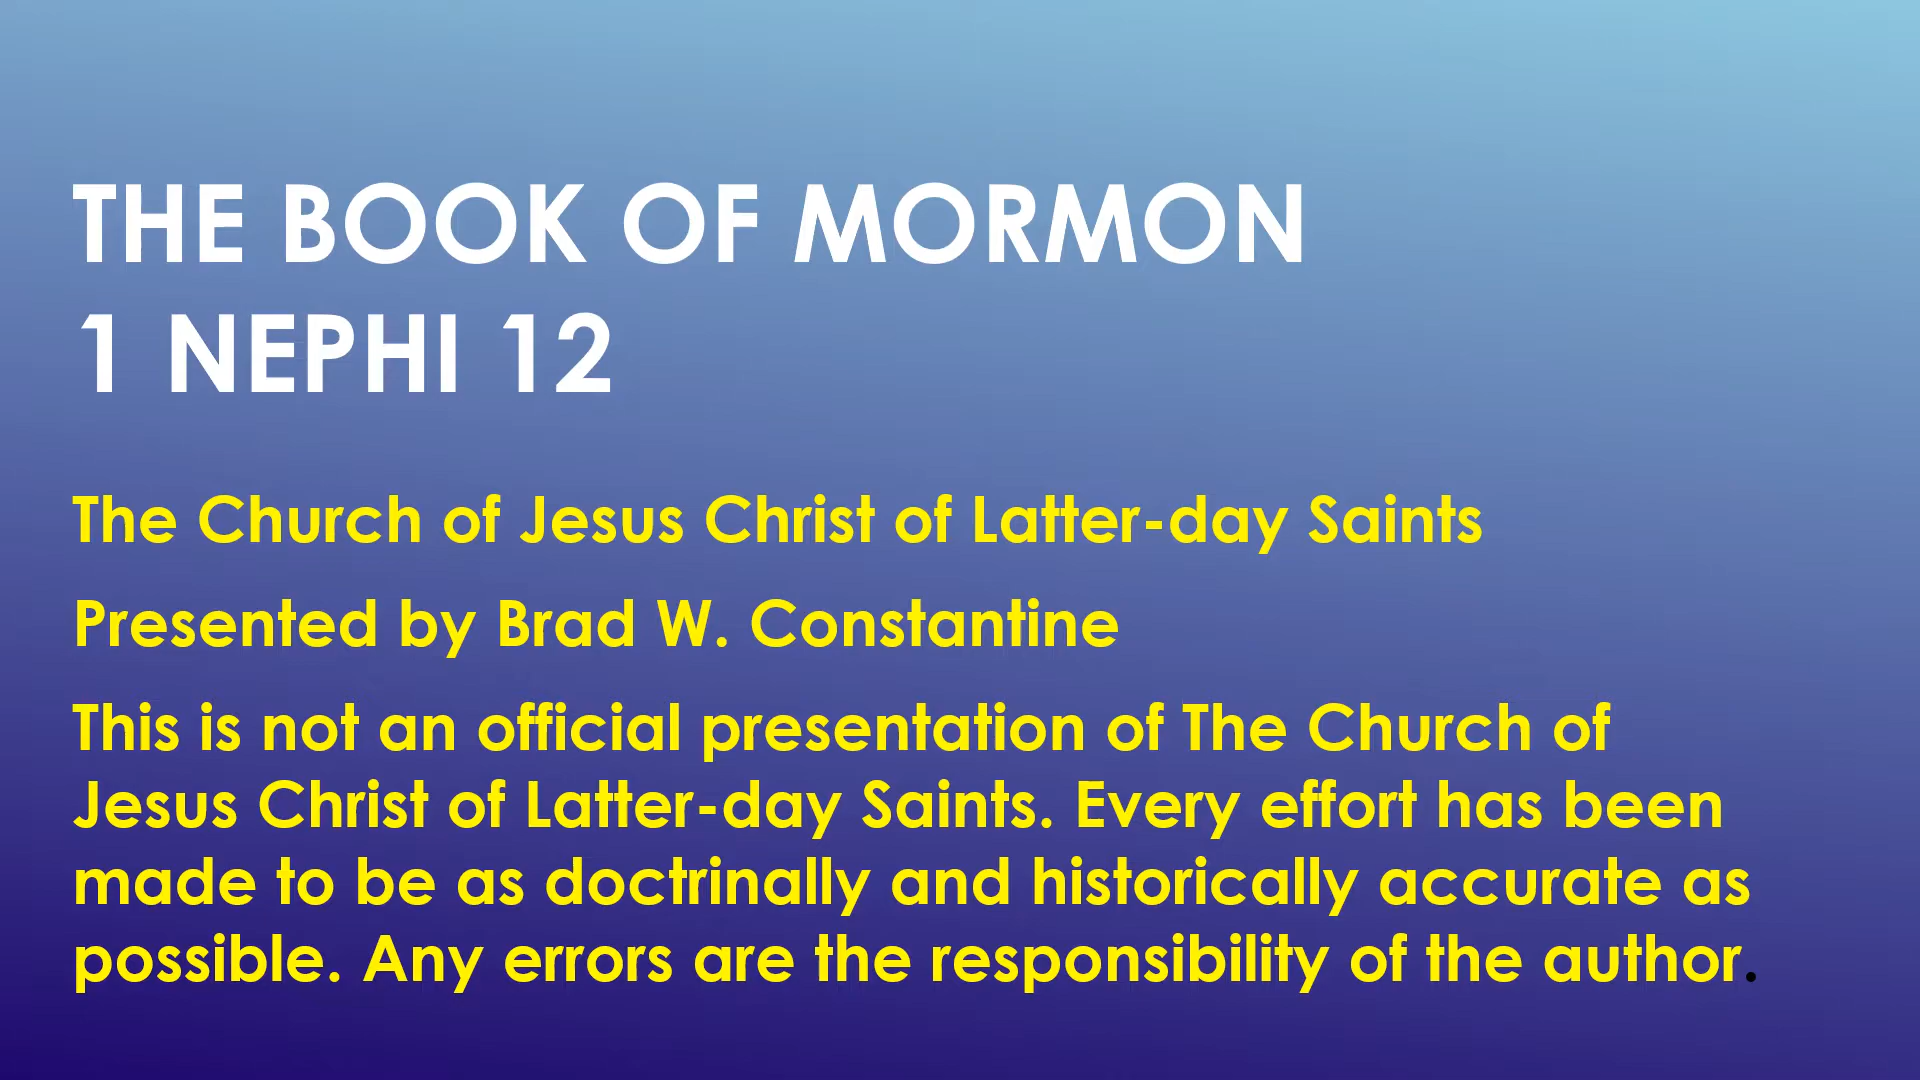 THE BOOK OF MORMON
1 NEPHI 12
The Church of Jesus Christ of Latter-day Saints
Presented by Brad W. Constantine
This is not an official presentation of The Church of
Jesus Christ of Latter-day Saints. Every effort has been
made to be as doctrinally and historically accurate as
possible. Any errors are the responsibility of the author.